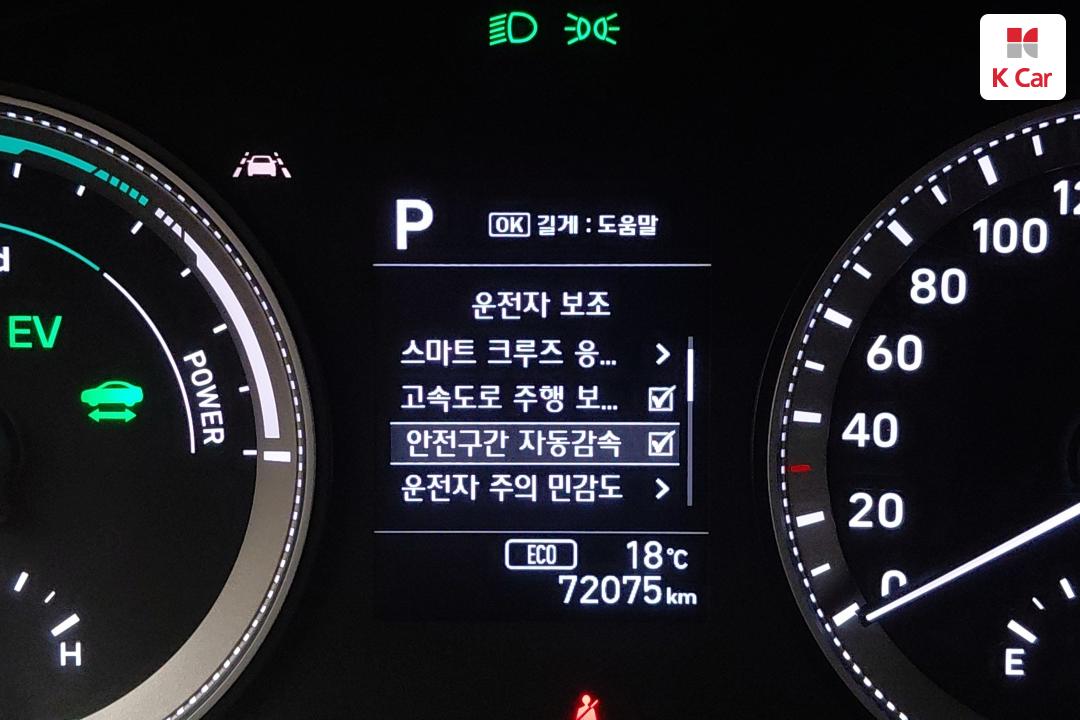 K Car
P
OK 길게 : 도움말
운전자 보조
스마트 크루즈 응...
고속도로 주행 보...
안전구간 자동감속
운전자 주의 민감도
ECO 18℃
72075 km
EV
POWER
H
100
80
60
40
20
0
E